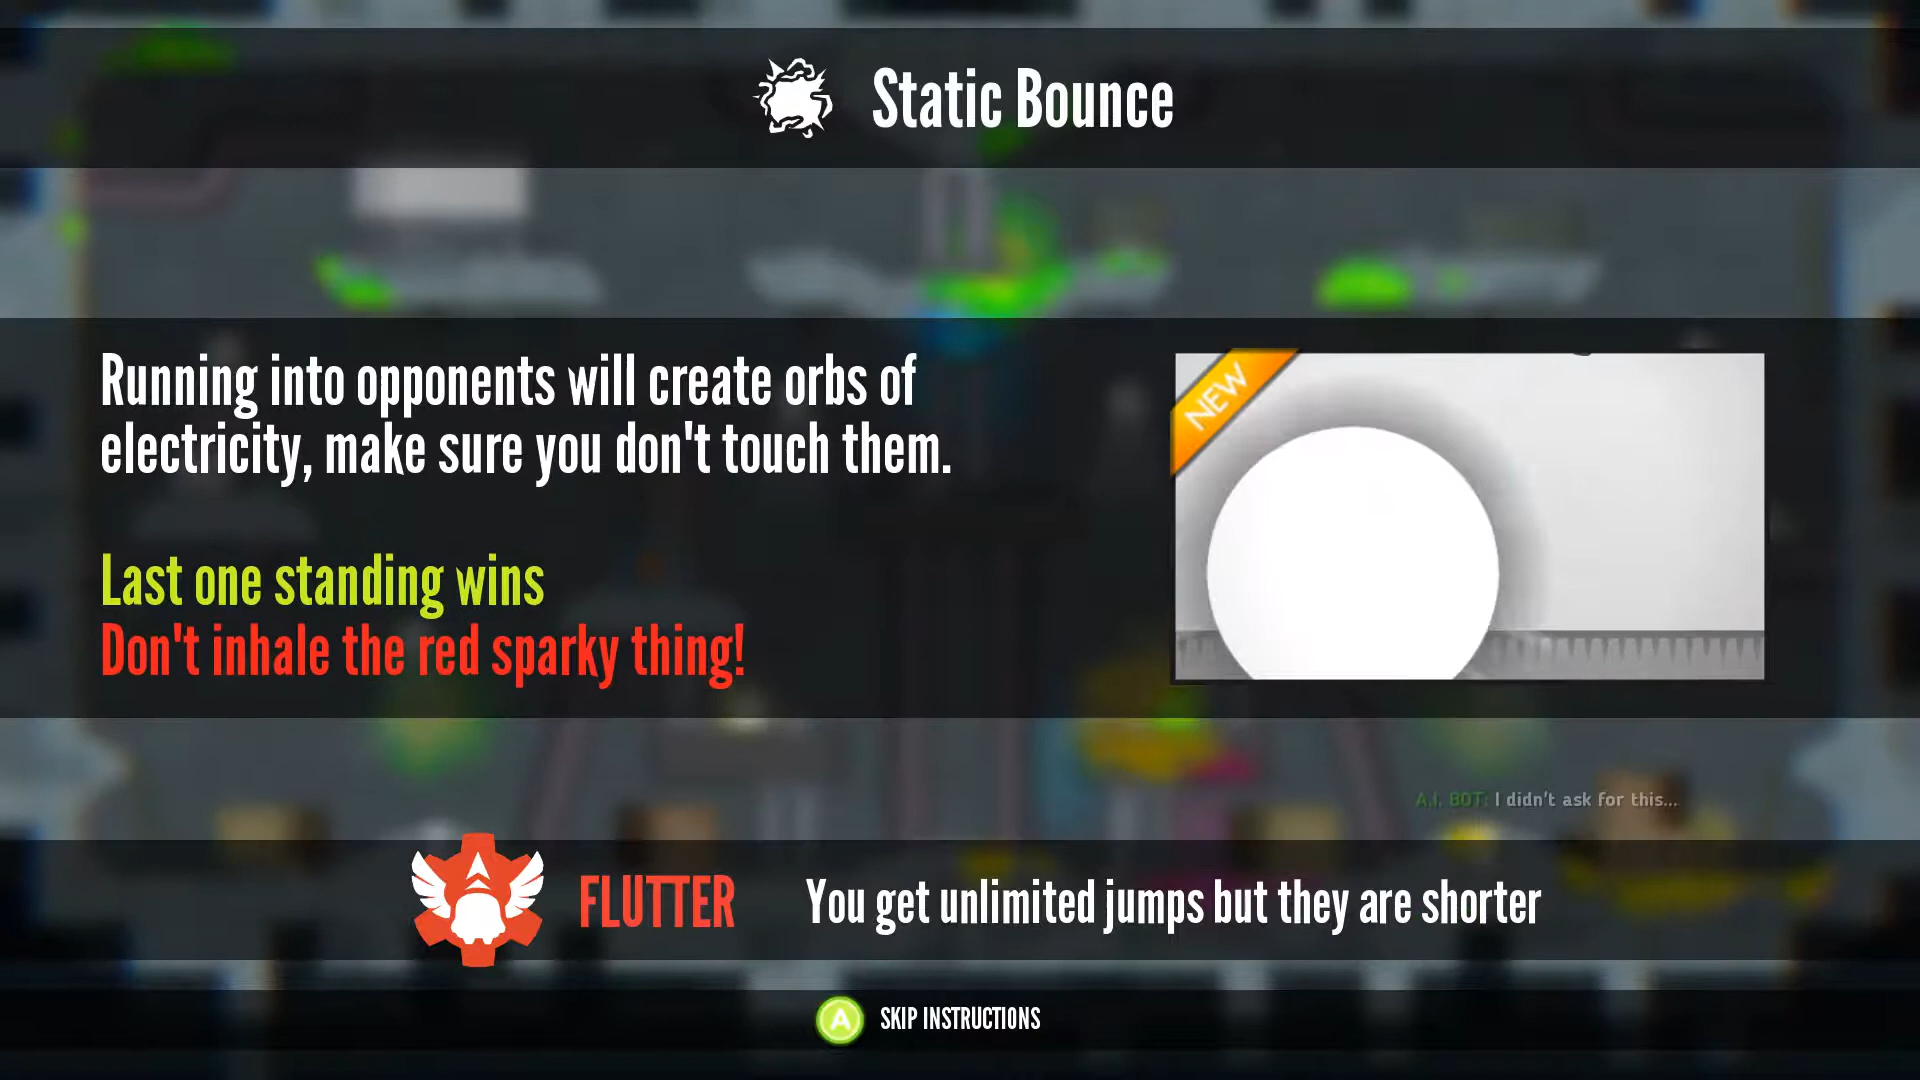 Static Bounce
Running into opponents will create orbs of
electricity, make sure you don't touch them.
NEW
Last one standing wins
Don't inhale the red sparky thing!
A.I. BOT: I didn't ask for this...
FLUTTER
You get unlimited jumps but they are shorter
A
SKIP INSTRUCTIONS